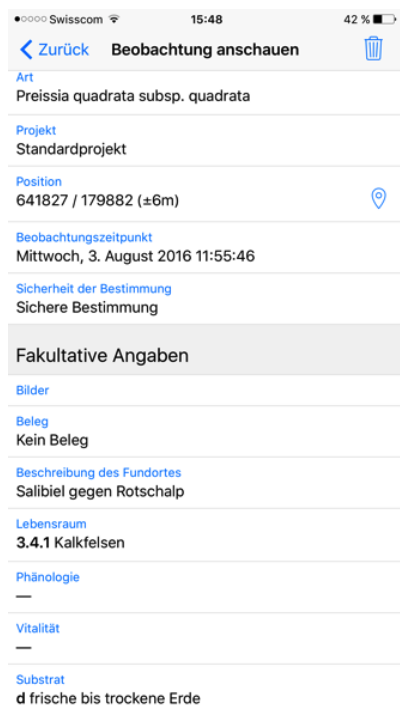 Swisscom 15:48 42 %
Zurück Beobachtung anschauen
Art
Preissia quadrata subsp. quadrata
Projekt
Standardprojekt
Position
641827 / 179882 (±6m)
Beobachtungszeitpunkt
Mittwoch, 3. August 2016 11:55:46
Sicherheit der Bestimmung
Sichere Bestimmung
Fakultative Angaben
Bilder
Beleg
Kein Beleg
Beschreibung des Fundortes
Salibiel gegen Rotschalp
Lebensraum
3.4.1 Kalkfelsen
Phänologie
—
Vitalität
—
Substrat
d frische bis trockene Erde